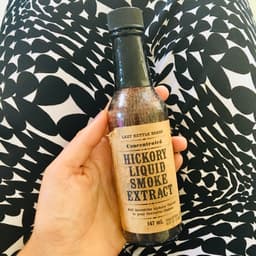 LAZY KETTLE BRAND
Concentrated
HICKORY
LIQUID
SMOKE
EXTRACT
147 ML